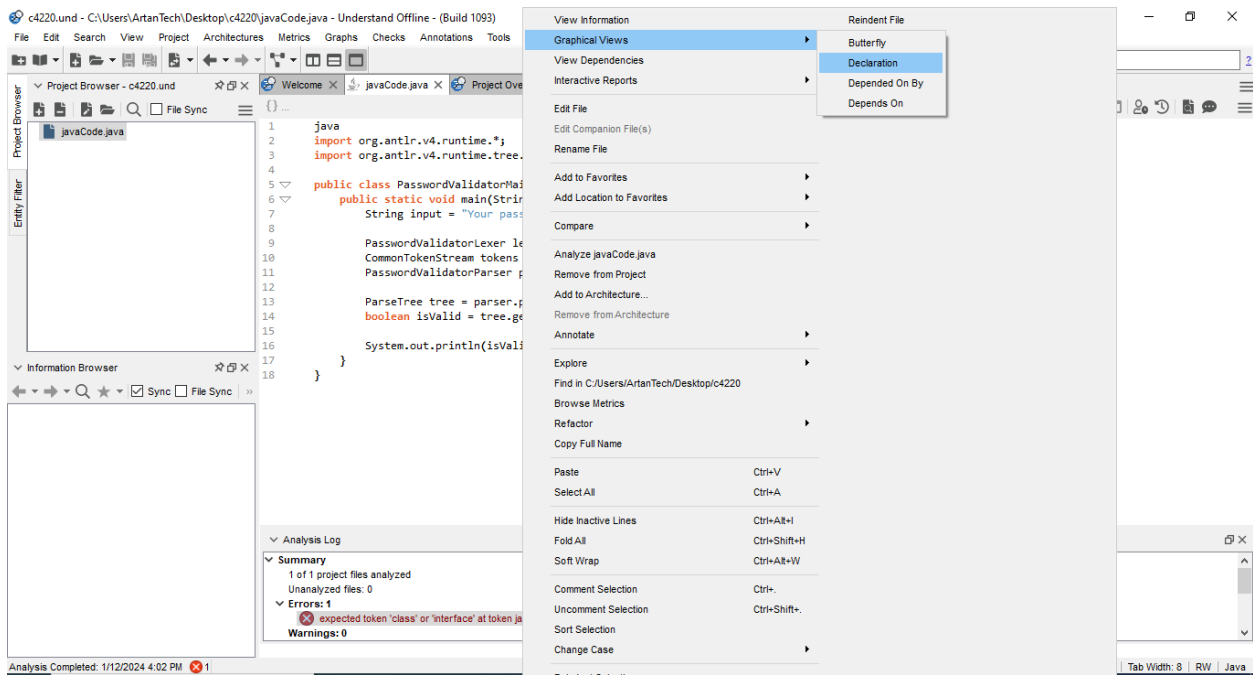 c4220.und - C:\Users\ArtanTech\Desktop\c4220\javaCode.java - Understand Offline - (Build 1093)
File Edit Search View Project Architectures Metrics Graphs Checks Annotations Tools
Project Browser - c4220.und
File Sync
javaCode.java
Project Browser
Entity Filter
Information Browser
Sync File Sync »
Welcome javaCode.java Project Ove
{} ...
1 java
2 import org.antlr.v4.runtime.*;
3 import org.antlr.v4.runtime.tree.
4
5 public class PasswordValidatorMai
6 public static void main(Strin
7 String input = "Your pass
8
9 PasswordValidatorLexer le
10 CommonTokenStream tokens
11 PasswordValidatorParser p
12
13 ParseTree tree = parser.p
14 boolean isValid = tree.ge
15
16 System.out.println(isVali
17 }
18 }
Analysis Log
Summary
1 of 1 project files analyzed
Unanalyzed files: 0
Errors: 1
expected token 'class' or 'interface' at token ja
Warnings: 0
Analysis Completed: 1/12/2024 4:02 PM 1
View Information
Graphical Views
View Dependencies
Interactive Reports
Edit File
Edit Companion File(s)
Rename File
Add to Favorites
Add Location to Favorites
Compare
Analyze javaCode.java
Remove from Project
Add to Architecture...
Remove from Architecture
Annotate
Explore
Find in C:/Users/ArtanTech/Desktop/c4220
Browse Metrics
Refactor
Copy Full Name
Paste Ctrl+V
Select All Ctrl+A
Hide Inactive Lines Ctrl+Alt+I
Fold All Ctrl+Shift+H
Soft Wrap Ctrl+Alt+W
Comment Selection Ctrl+.
Uncomment Selection Ctrl+Shift+.
Sort Selection
Change Case
Reindent File
Butterfly
Declaration
Depended On By
Depends On
?
Tab Width: 8 RW Java